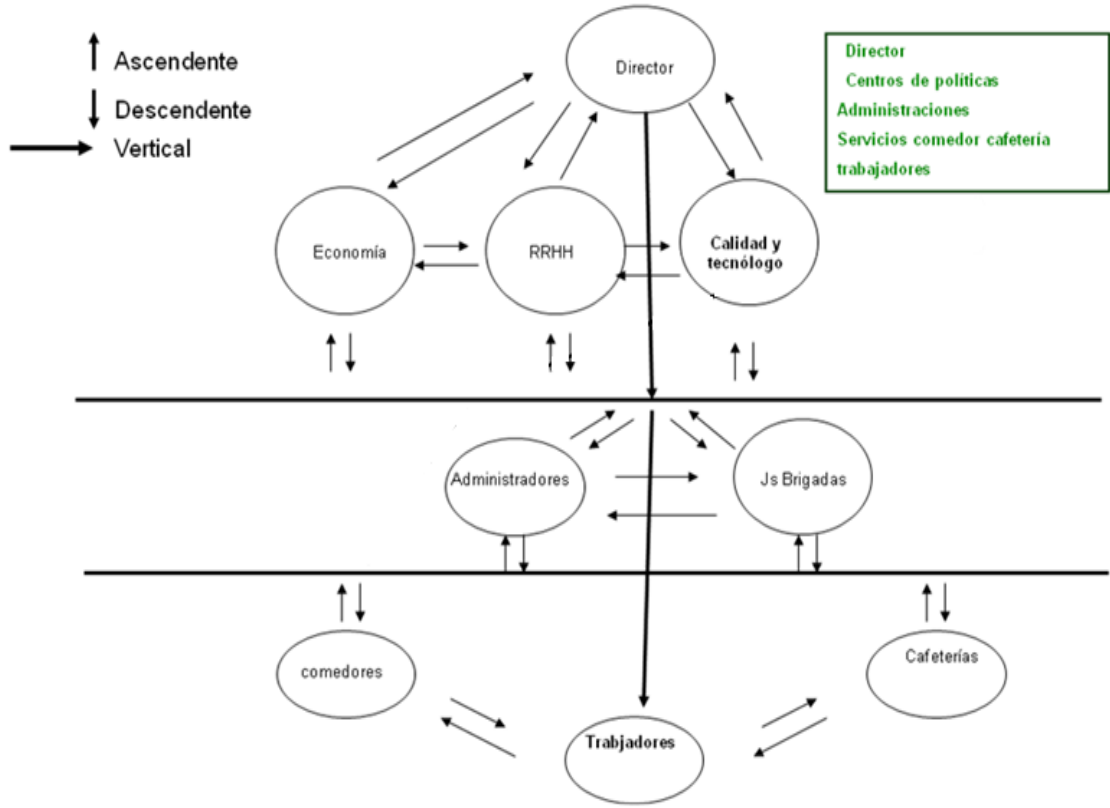 Ascendente
Descendente
Vertical
Director
Director
Centros de políticas
Administraciones
Servicios comedor cafetería
trabajadores
Economía
RRHH
Calidad y
tecnólogo
Administradores
Js Brigadas
comedores
Cafeterías
Trabjadores